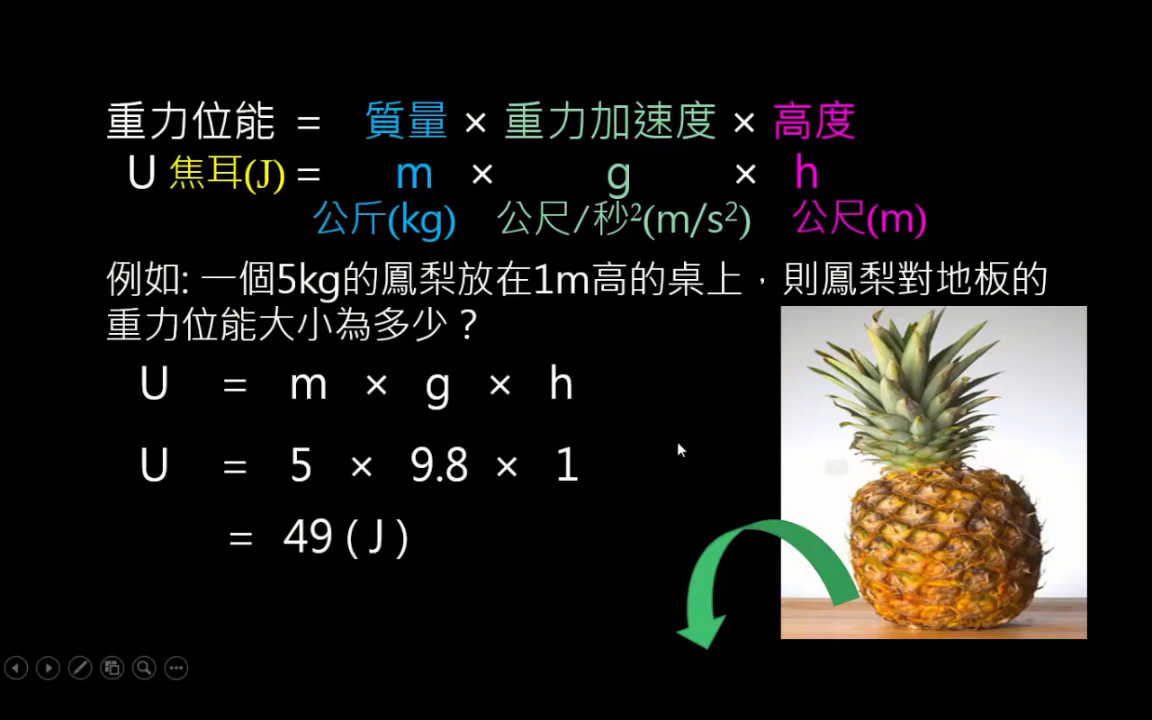 重力位能 = 質量 × 重力加速度 × 高度
U 焦耳(J) = m × g × h
公斤(kg) 公尺/秒²(m/s²) 公尺(m)
例如: 一個5kg的鳳梨放在1m高的桌上，則鳳梨對地板的
重力位能大小為多少？
U = m × g × h
U = 5 × 9.8 × 1
= 49 ( J )